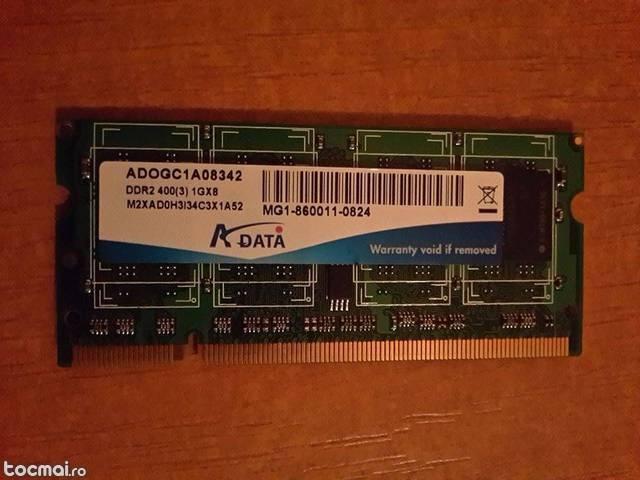 ADOGC1A08342
DDR2 400(3) 1GX8
M2XAD0H3I34C3X1A52
MG1-860011-0824
ADATA
Warranty void if removed
tocmai.ro